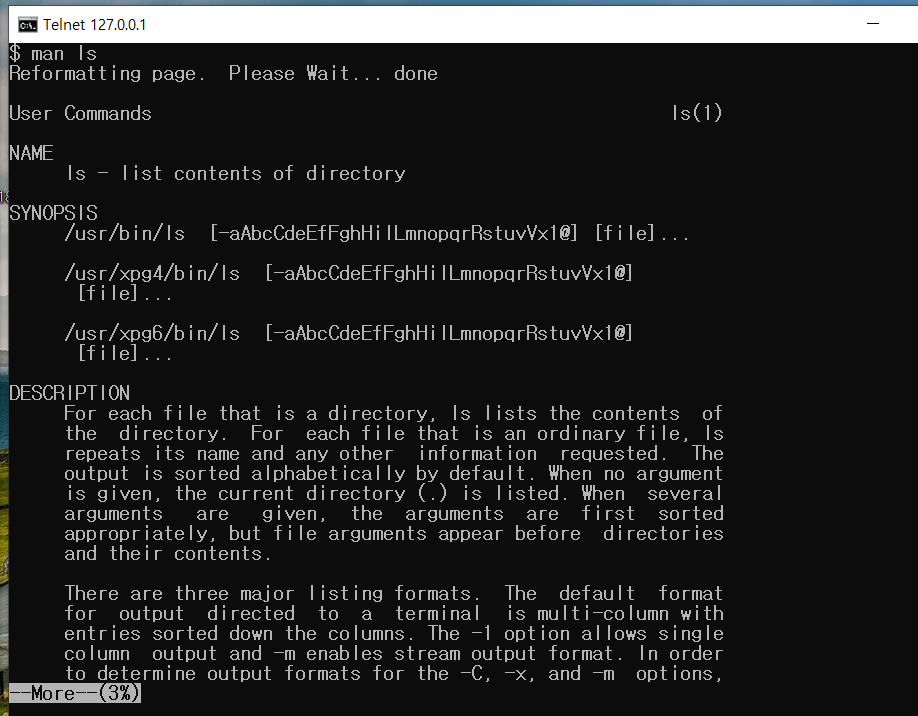 Telnet 127.0.0.1
$ man ls
Reformatting page.  Please Wait... done
User Commands                                               ls(1)
NAME
     ls - list contents of directory
SYNOPSIS
     /usr/bin/ls  [-aAbcCdeEfFghHilLmnopqrRstuvVx1@] [file]...
     /usr/xpg4/bin/ls  [-aAbcCdeEfFghHilLmnopqrRstuvVx1@]
      [file]...
     /usr/xpg6/bin/ls  [-aAbcCdeEfFghHilLmnopqrRstuvVx1@]
      [file]...
DESCRIPTION
     For each file that is a directory, ls lists the contents  of
     the  directory.  For  each file that is an ordinary file, ls
     repeats its name and any other  information  requested.  The
     output is sorted alphabetically by default. When no argument
     is given, the current directory (.) is listed. When  several
     arguments   are   given,  the  arguments  are  first  sorted
     appropriately, but file arguments appear before  directories
     and their contents.
     There are three major listing formats.  The  default  format
     for  output  directed  to  a  terminal  is multi-column with
     entries sorted down the columns. The -1 option allows single
     column  output and -m enables stream output format. In order
     to determine output formats for the -C, -x, and -m  options,
--More--(3%)